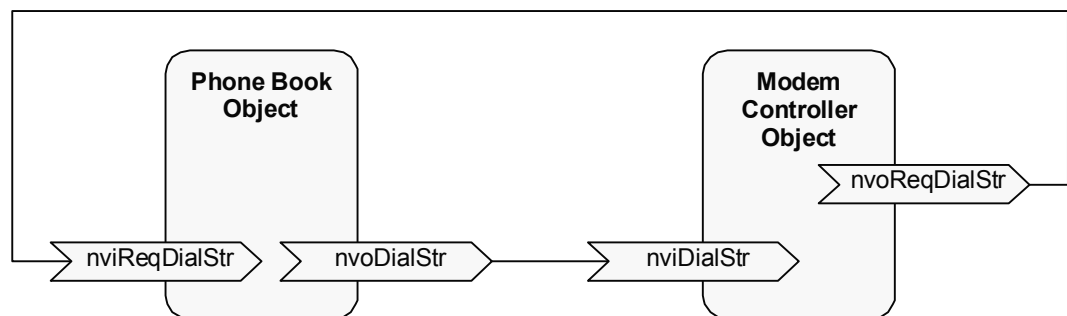 Phone Book
Object
Modem
Controller
Object
nvoReqDialStr
nviReqDialStr
nvoDialStr
nviDialStr